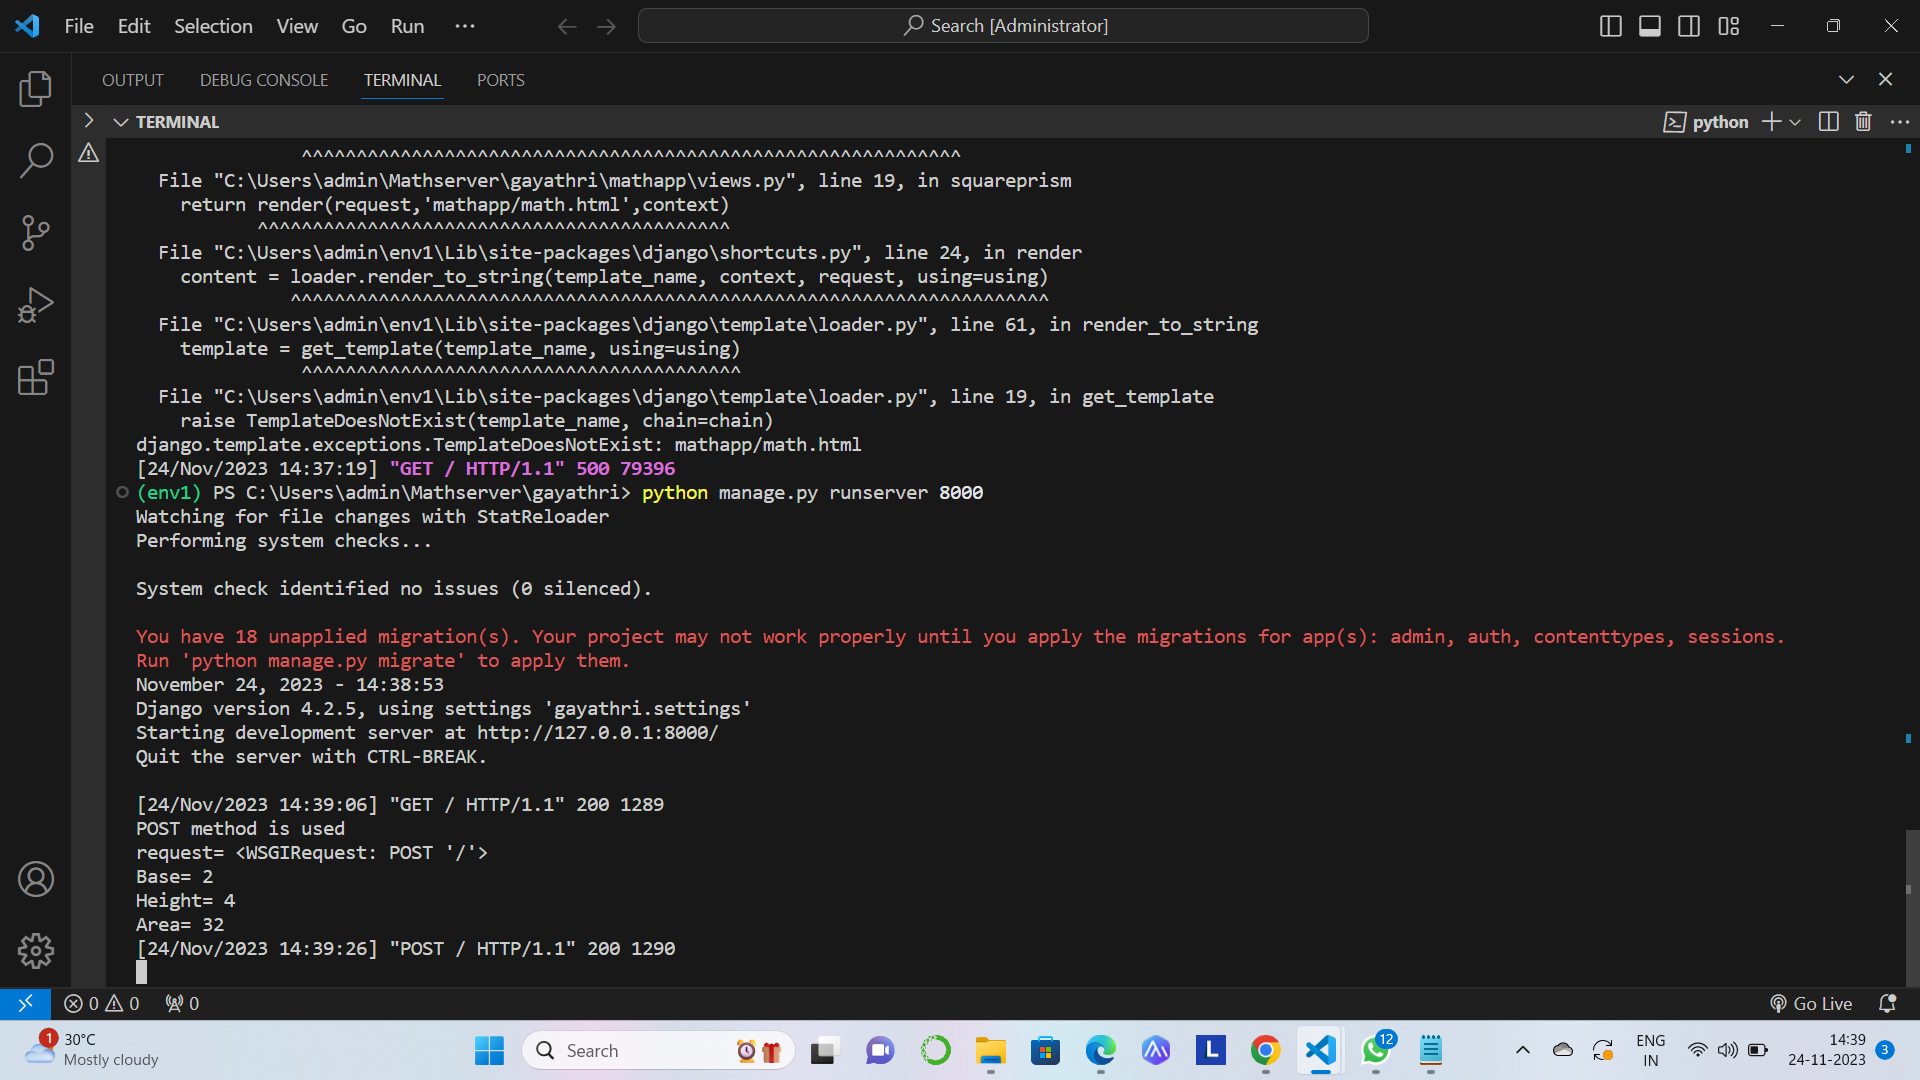 File Edit Selection View Go Run ··· Search [Administrator]
OUTPUT DEBUG CONSOLE TERMINAL PORTS
TERMINAL python
^^^^^^^^^^^^^^^^^^^^^^^^^^^^^^^^^^^^^^^^^^^^^^^^^^^^^^^^^^^^
File "C:\Users\admin\Mathserver\gayathri\mathapp\views.py", line 19, in squareprism
return render(request,'mathapp/math.html',context)
^^^^^^^^^^^^^^^^^^^^^^^^^^^^^^^^^^^^^^^^^^^
File "C:\Users\admin\env1\Lib\site-packages\django\shortcuts.py", line 24, in render
content = loader.render_to_string(template_name, context, request, using=using)
^^^^^^^^^^^^^^^^^^^^^^^^^^^^^^^^^^^^^^^^^^^^^^^^^^^^^^^^^^^^^^^^^^^^^
File "C:\Users\admin\env1\Lib\site-packages\django\template\loader.py", line 61, in render_to_string
template = get_template(template_name, using=using)
^^^^^^^^^^^^^^^^^^^^^^^^^^^^^^^^^^^^^^^^
File "C:\Users\admin\env1\Lib\site-packages\django\template\loader.py", line 19, in get_template
raise TemplateDoesNotExist(template_name, chain=chain)
django.template.exceptions.TemplateDoesNotExist: mathapp/math.html
[24/Nov/2023 14:37:19] "GET / HTTP/1.1" 500 79396
(env1) PS C:\Users\admin\Mathserver\gayathri> python manage.py runserver 8000
Watching for file changes with StatReloader
Performing system checks...
System check identified no issues (0 silenced).
You have 18 unapplied migration(s). Your project may not work properly until you apply the migrations for app(s): admin, auth, contenttypes, sessions.
Run 'python manage.py migrate' to apply them.
November 24, 2023 - 14:38:53
Django version 4.2.5, using settings 'gayathri.settings'
Starting development server at http://127.0.0.1:8000/
Quit the server with CTRL-BREAK.
[24/Nov/2023 14:39:06] "GET / HTTP/1.1" 200 1289
POST method is used
request= <WSGIRequest: POST '/'>
Base= 2
Height= 4
Area= 32
[24/Nov/2023 14:39:26] "POST / HTTP/1.1" 200 1290
0 0 0 Go Live
1 30°C
Mostly cloudy
Search
L
12
ENG
IN
14:39
24-11-2023
3